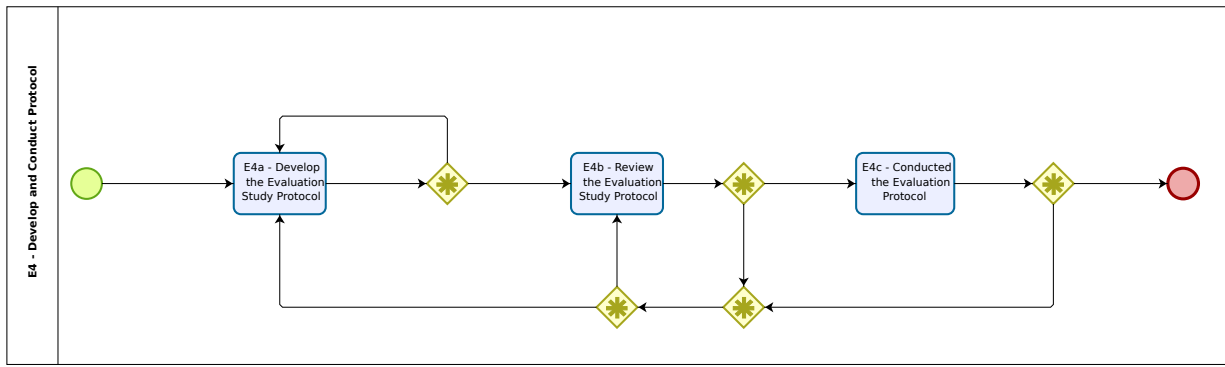 E4 - Develop and Conduct Protocol
E4a - Develop
the Evaluation
Study Protocol
E4b - Review
the Evaluation
Study Protocol
E4c - Conducted
the Evaluation
Protocol